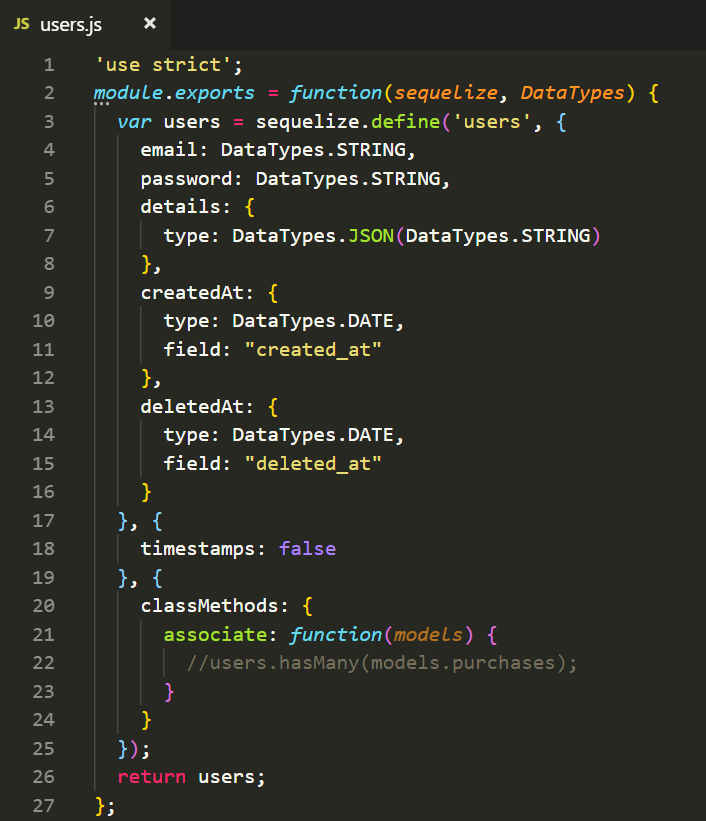 JS users.js ×
1 'use strict';
2 module.exports = function(sequelize, DataTypes) {
3   var users = sequelize.define('users', {
4     email: DataTypes.STRING,
5     password: DataTypes.STRING,
6     details: {
7       type: DataTypes.JSON(DataTypes.STRING)
8     },
9     createdAt: {
10       type: DataTypes.DATE,
11       field: "created_at"
12     },
13     deletedAt: {
14       type: DataTypes.DATE,
15       field: "deleted_at"
16     }
17   }, {
18     timestamps: false
19   }, {
20     classMethods: {
21       associate: function(models) {
22         //users.hasMany(models.purchases);
23       }
24     }
25   });
26   return users;
27 };